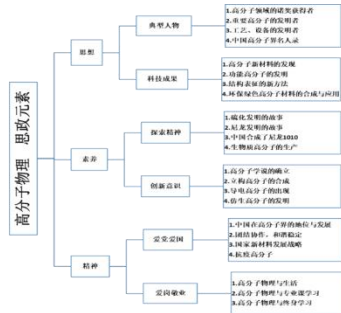 高分子物理 思政元素
思想
典型人物
1.高分子领域的诺奖获得者
2.重要高分子的发明者
3.工艺、设备的发明者
4.中国高分子界名人录
科技成果
1.高分子新材料的发现
2.功能高分子的发明
3.结构表征的新方法
4.环保绿色高分子材料的合成与应用
素养
探索精神
1.硫化发明的故事
2.尼龙发明的故事
3.中国合成了尼龙1010
4.生物质高分子的生产
创新意识
1.高分子学说的确立
2.立构高分子的合成
3.导电高分子的出现
4.仿生高分子的发明
精神
爱党爱国
1.中国在高分子界的地位与发展
2.团结协作，和谐稳定
3.国家新材料发展战略
4.抗疫高分子
爱岗敬业
1.高分子物理与生活
2.高分子物理与专业课学习
3.高分子物理与终身学习